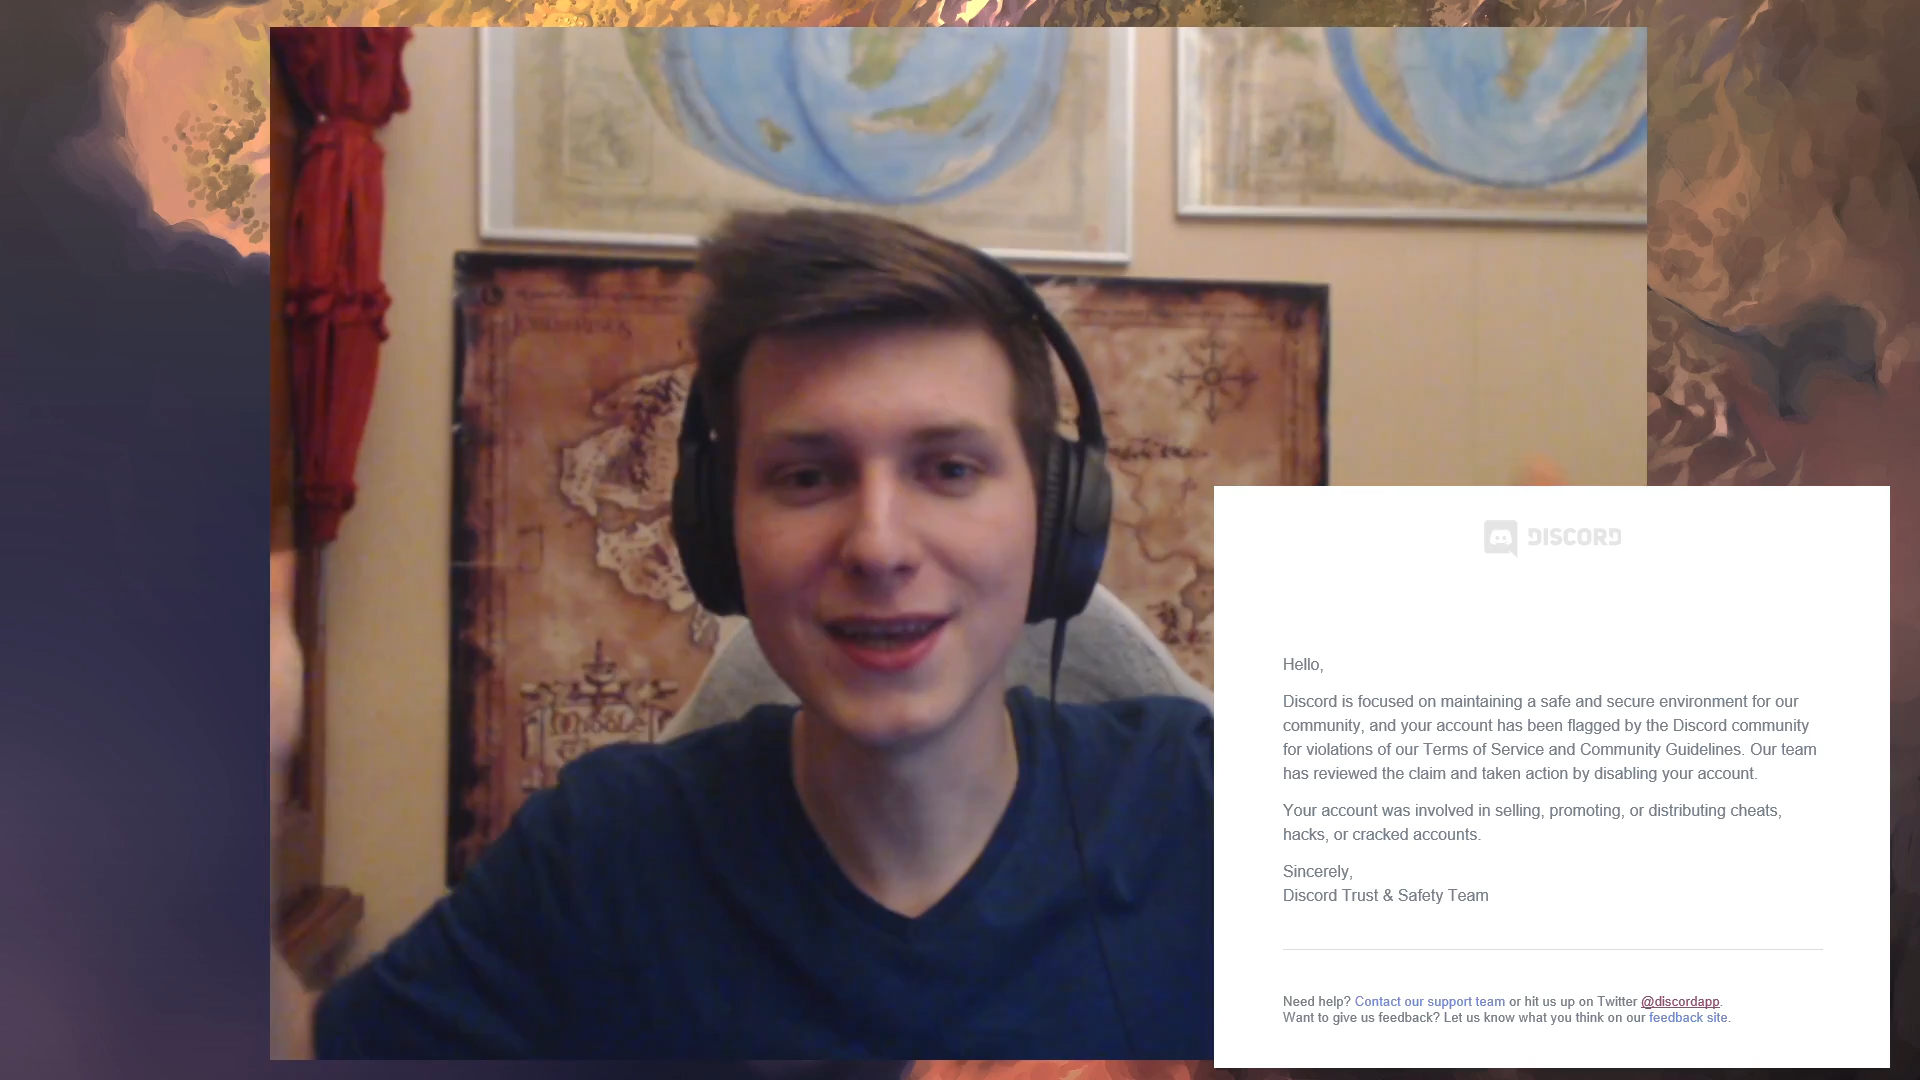 DISCORD
Hello,
Discord is focused on maintaining a safe and secure environment for our
community, and your account has been flagged by the Discord community
for violations of our Terms of Service and Community Guidelines. Our team
has reviewed the claim and taken action by disabling your account.
Your account was involved in selling, promoting, or distributing cheats,
hacks, or cracked accounts.
Sincerely,
Discord Trust & Safety Team
Need help? Contact our support team or hit us up on Twitter @discordapp.
Want to give us feedback? Let us know what you think on our feedback site.